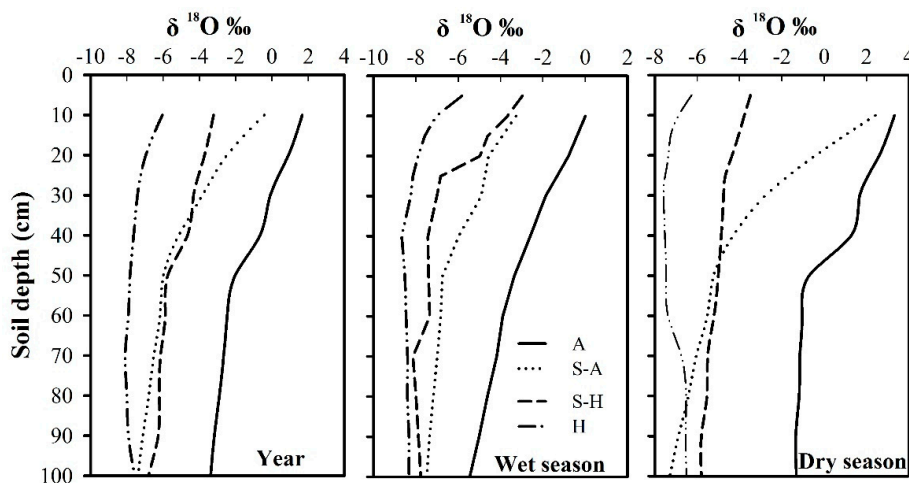 δ ¹⁸O ‰ δ ¹⁸O ‰ δ ¹⁸O ‰
-10 -8 -6 -4 -2 0 2 4 -10 -8 -6 -4 -2 0 2 -8 -6 -4 -2 0 2 4
0
10
20
30
40
50
60
70
80
90
100
Soil depth (cm)
A
S-A
S-H
H
Year
Wet season
Dry season